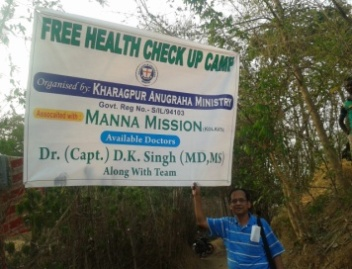 FREE HEALTH CHECK UP CAMP
Organised by: KHARAGPUR ANUGRAHA MINISTRY
Govt. Reg No:- S/IL/94103
Associated with MANNA MISSION (KOLKATA)
Available Doctors
Dr. (Capt.) D.K. Singh (MD,MS)
Along With Team